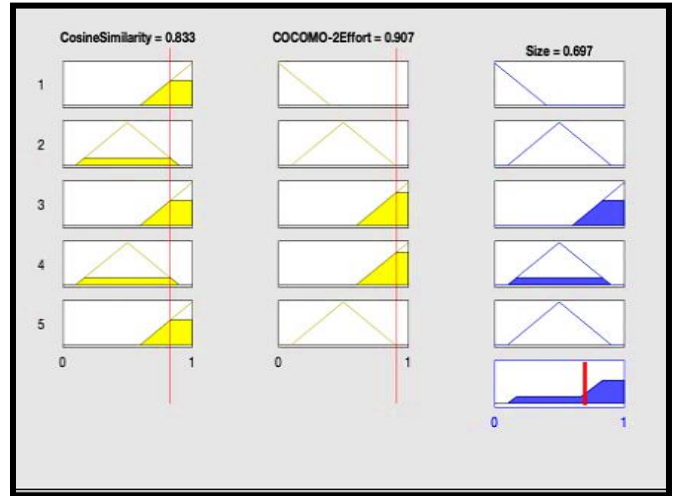 CosineSimilarity = 0.833
COCOMO-2Effort = 0.907
Size = 0.697
1
2
3
4
5
0 1
0 1
0 1